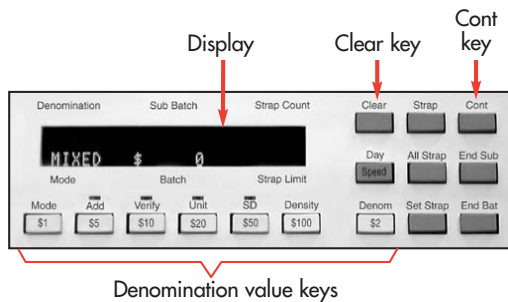 Display Clear key Cont key
Denomination Sub Batch Strap Count Clear Strap Cont
MIXED $ 0
Mode Batch Strap Limit
Day All Strap End Sub
Speed
Mode Add Verify Unit SD Density Denom Set Strap End Bat
$1 $5 $10 $20 $50 $100 $2
Denomination value keys